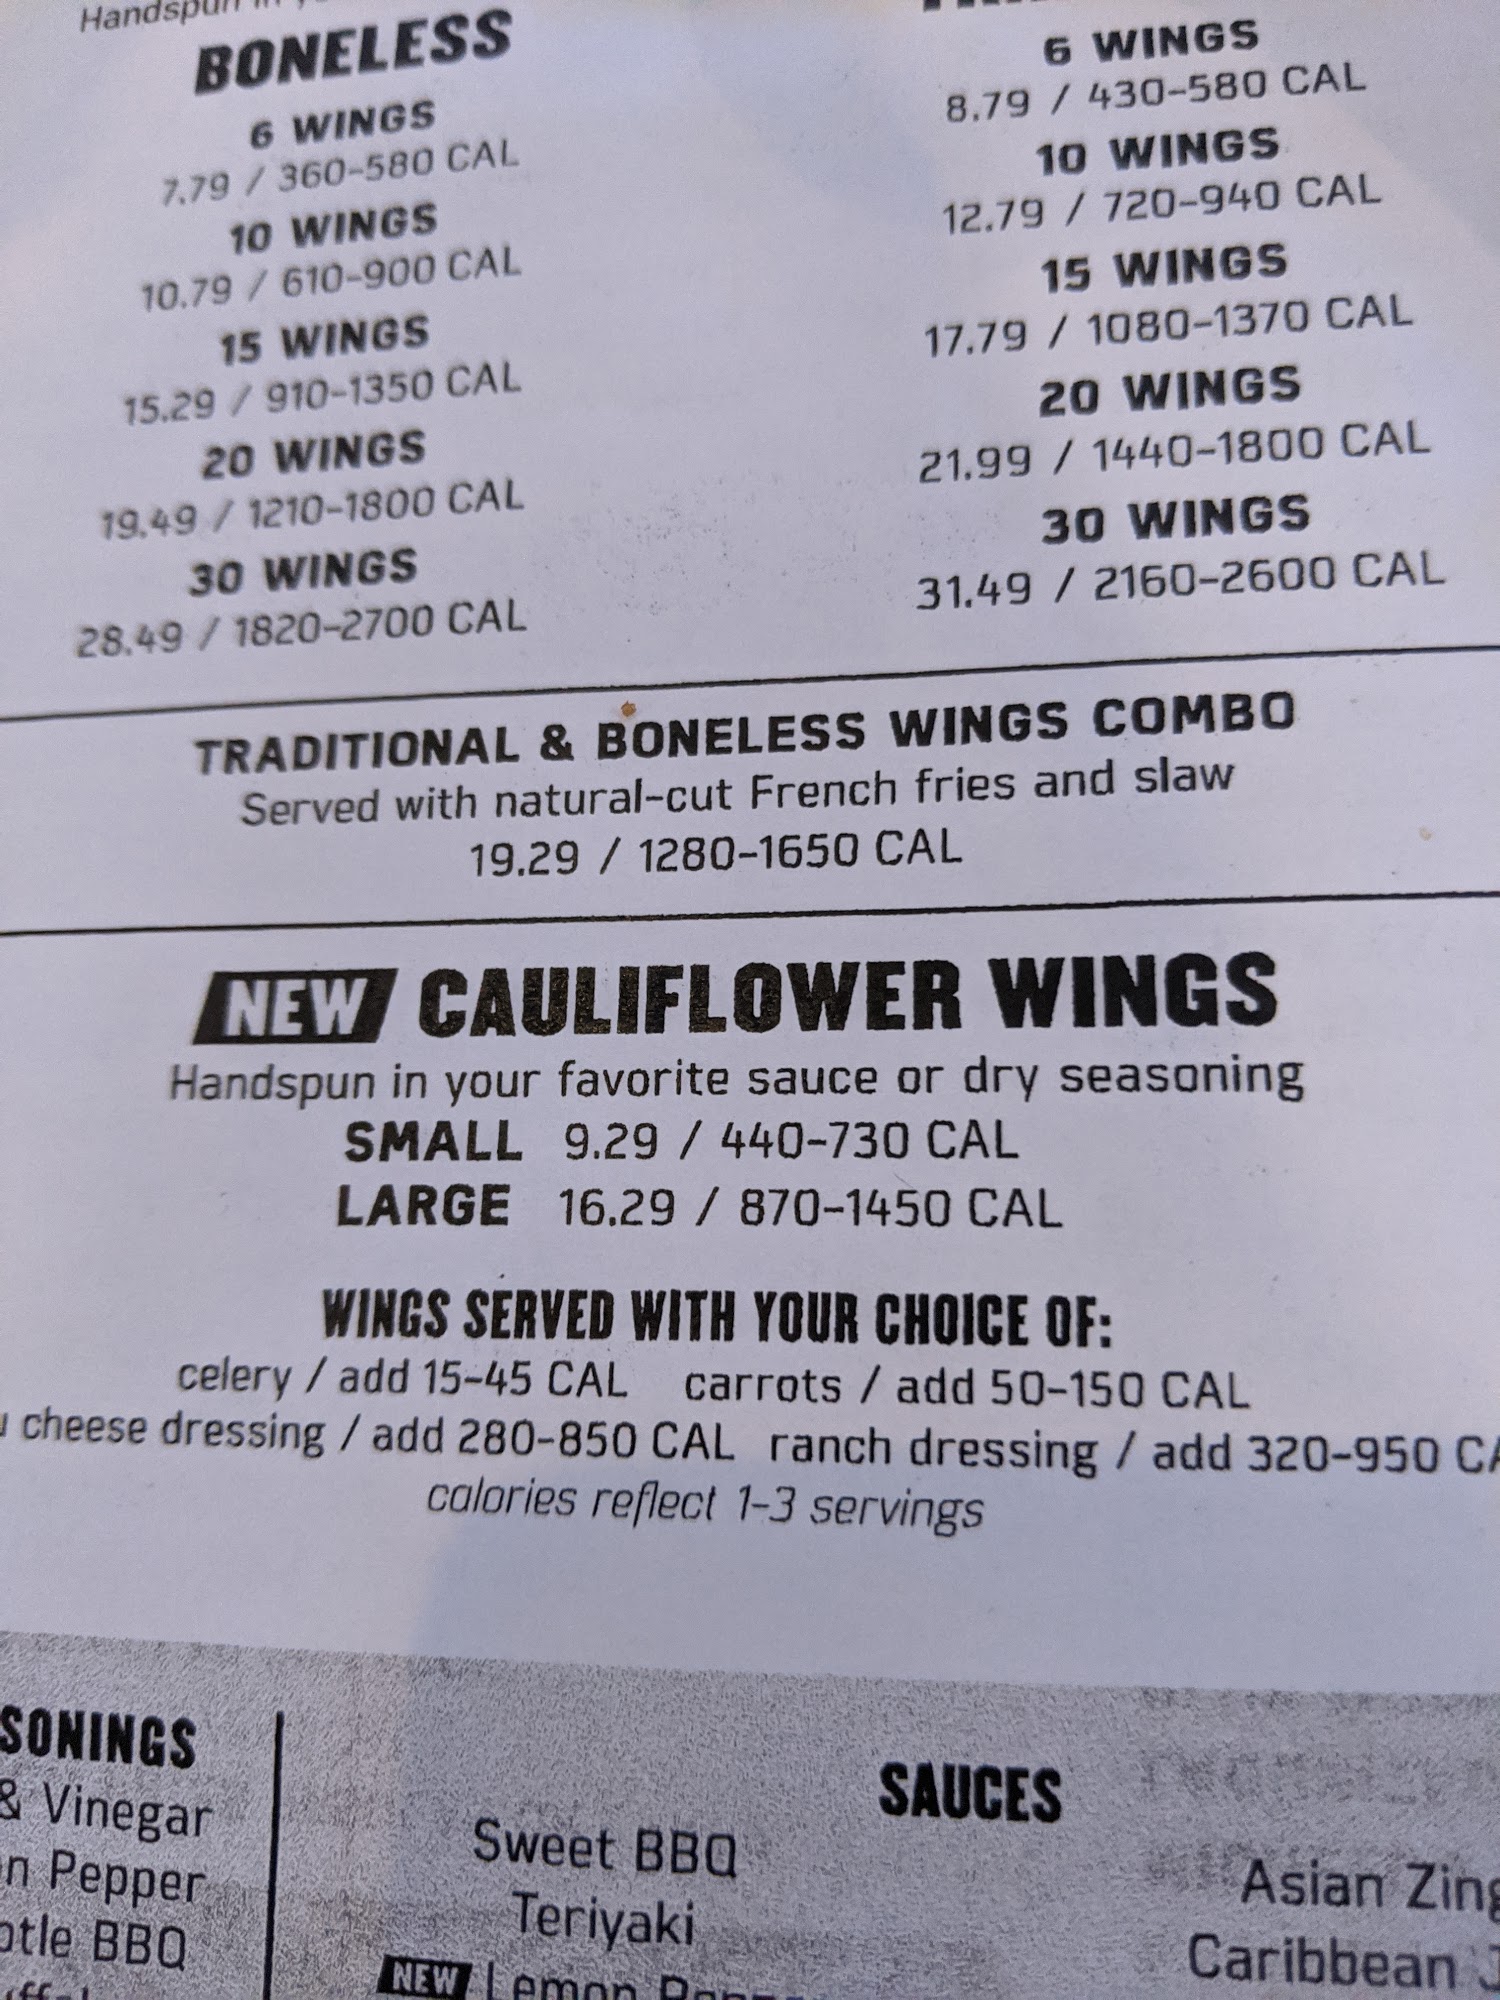 Handspun in
BONELESS
6 WINGS
7.79 / 360-580 CAL
10 WINGS
10.79 / 610-900 CAL
15 WINGS
15.29 / 910-1350 CAL
20 WINGS
19.49 / 1210-1800 CAL
30 WINGS
28.49 / 1820-2700 CAL
6 WINGS
8.79 / 430-580 CAL
10 WINGS
12.79 / 720-940 CAL
15 WINGS
17.79 / 1080-1370 CAL
20 WINGS
21.99 / 1440-1800 CAL
30 WINGS
31.49 / 2160-2600 CAL
TRADITIONAL & BONELESS WINGS COMBO
Served with natural-cut French fries and slaw
19.29 / 1280-1650 CAL
NEW CAULIFLOWER WINGS
Handspun in your favorite sauce or dry seasoning
SMALL 9.29 / 440-730 CAL
LARGE 16.29 / 870-1450 CAL
WINGS SERVED WITH YOUR CHOICE OF:
celery / add 15-45 CAL carrots / add 50-150 CAL
cheese dressing / add 280-850 CAL ranch dressing / add 320-950 CA
calories reflect 1-3 servings
SONINGS
& Vinegar
n Pepper
otle BBQ
SAUCES
Sweet BBQ
Teriyaki
NEW Lemon
Asian Zing
Caribbean J